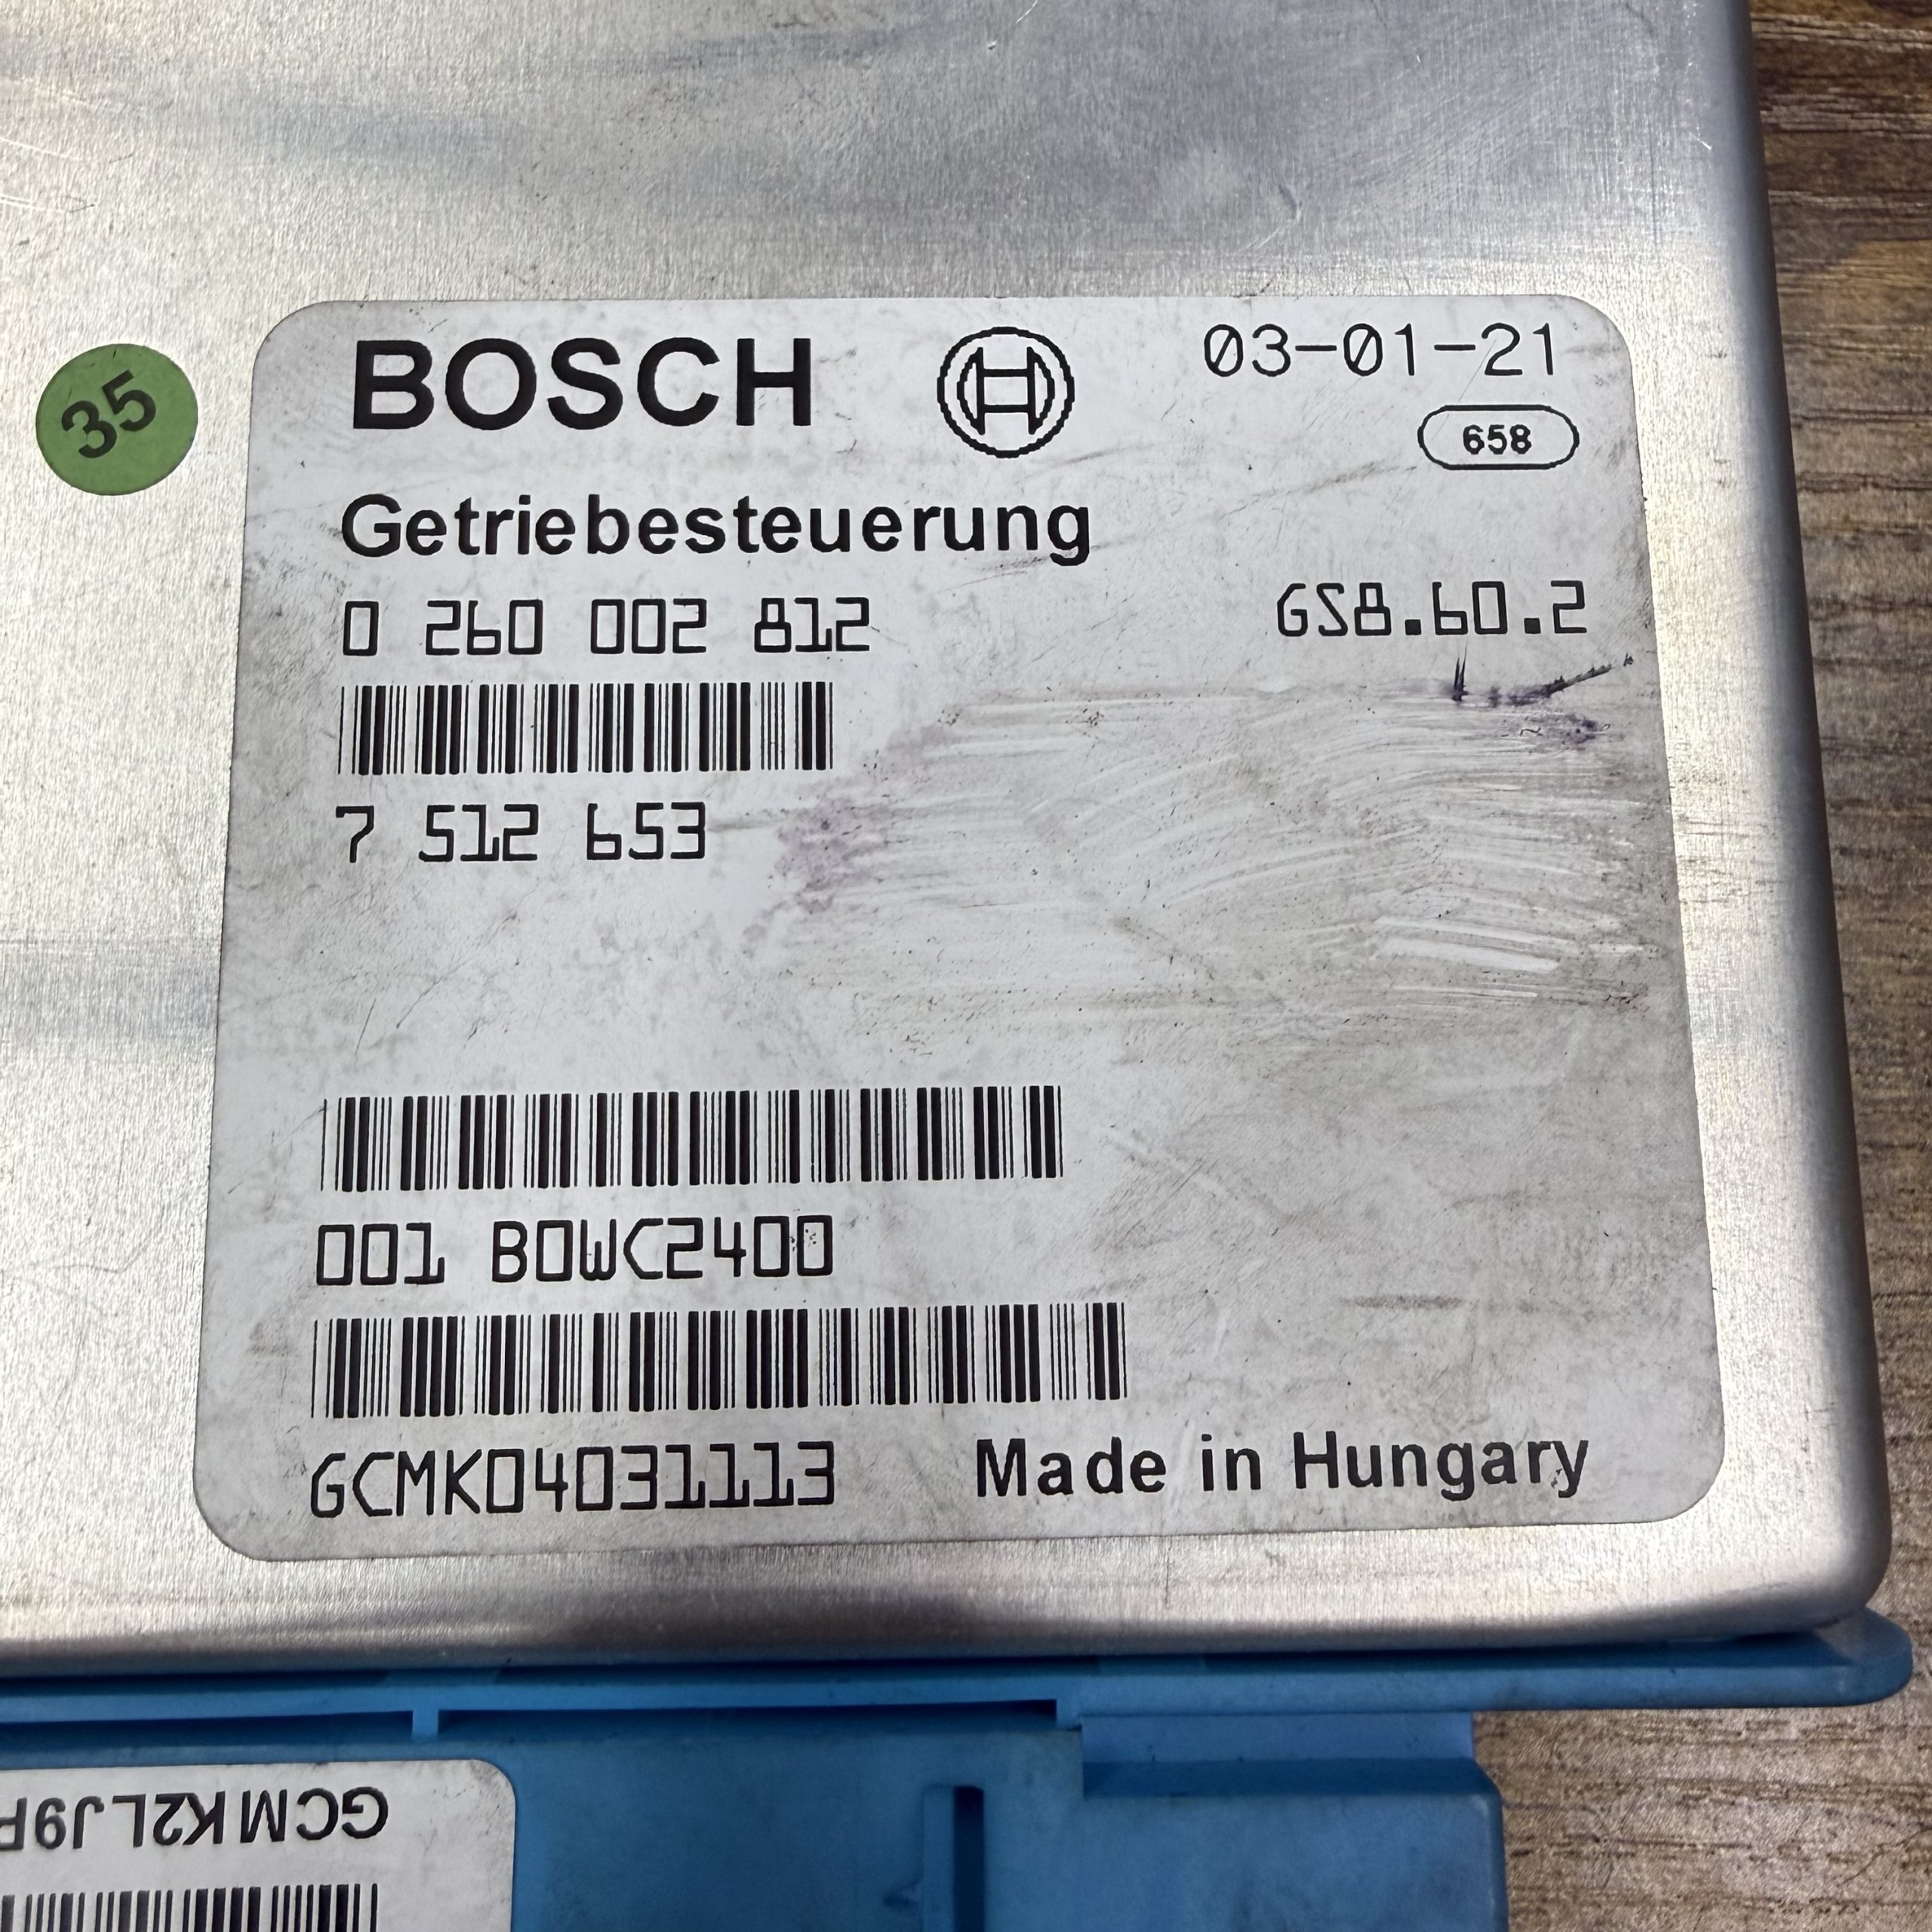 35
BOSCH
03-01-21
658
Getriebesteuerung
0 260 002 812
GS8.60.2
7 512 653
001 B0WC2400
GCMK04031113
Made in Hungary